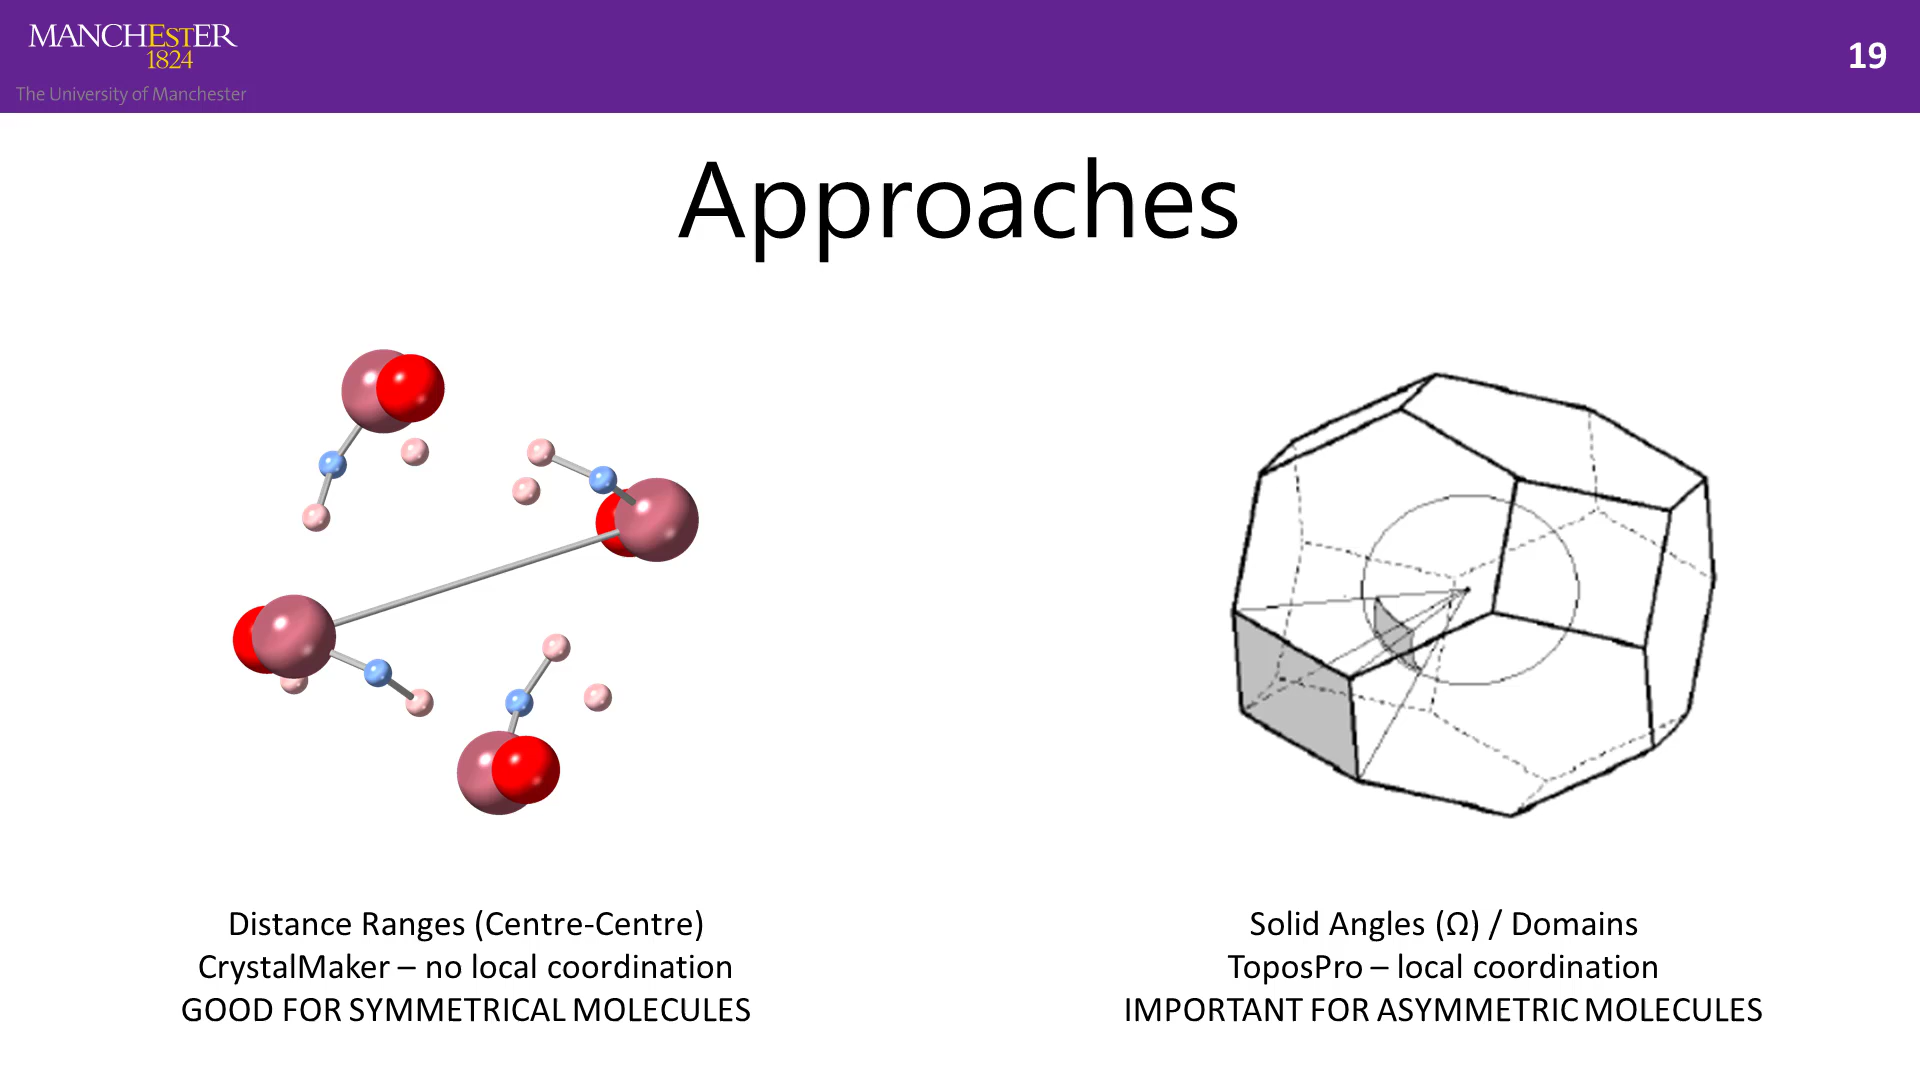 MANCHESTER
1824
The University of Manchester
19
Approaches
Distance Ranges (Centre-Centre)
CrystalMaker – no local coordination
GOOD FOR SYMMETRICAL MOLECULES
Solid Angles (Ω) / Domains
ToposPro – local coordination
IMPORTANT FOR ASYMMETRIC MOLECULES